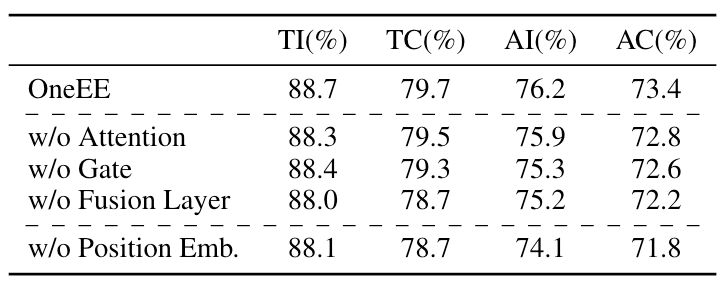 TI(%) TC(%) AI(%) AC(%)
OneEE 88.7 79.7 76.2 73.4
w/o Attention 88.3 79.5 75.9 72.8
w/o Gate 88.4 79.3 75.3 72.6
w/o Fusion Layer 88.0 78.7 75.2 72.2
w/o Position Emb. 88.1 78.7 74.1 71.8